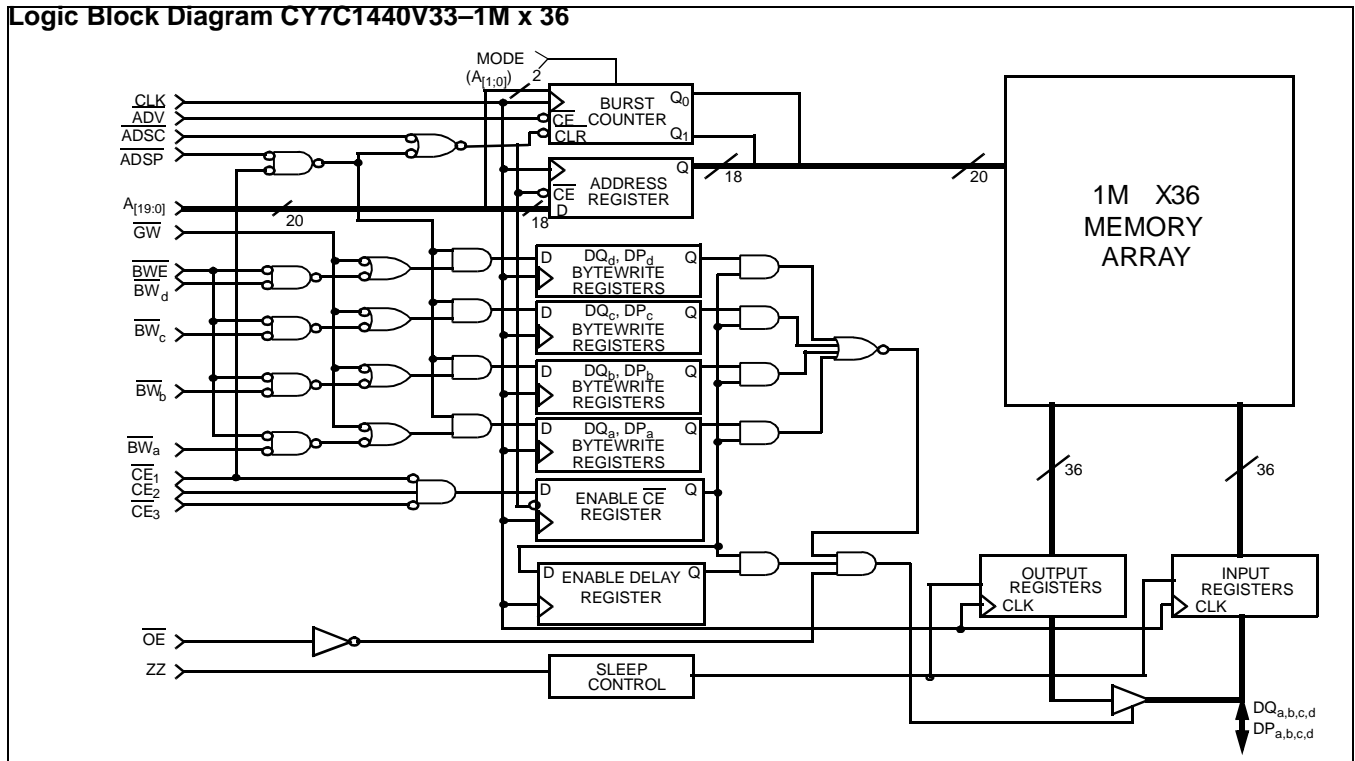 Logic Block Diagram CY7C1440V33–1M x 36
MODE
(A[1;0])
2
CLK
ADV
ADSC
ADSP
A[19:0]
GW
BWE
BWd
BWc
BWb
BWa
CE1
CE2
CE3
OE
ZZ
20
BURST
COUNTER
CE
CLR
Q0
Q1
ADDRESS
REGISTER
CE
D
Q
18
18
20
1M X36
MEMORY
ARRAY
D
DQd, DPd
BYTEWRITE
REGISTERS
Q
D
DQc, DPc
BYTEWRITE
REGISTERS
Q
D
DQb, DPb
BYTEWRITE
REGISTERS
Q
D
DQa, DPa
BYTEWRITE
REGISTERS
Q
D
ENABLE CE
REGISTER
Q
D
ENABLE DELAY
REGISTER
Q
SLEEP
CONTROL
36
36
OUTPUT
REGISTERS
CLK
INPUT
REGISTERS
CLK
DQa,b,c,d
DPa,b,c,d